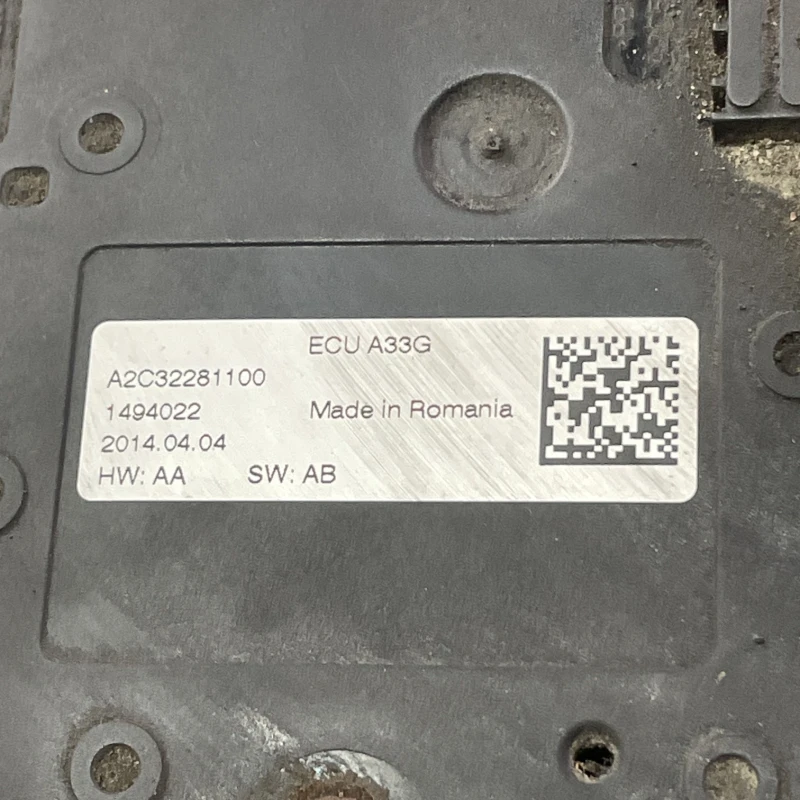 ECU A33G
A2C32281100
1494022 Made in Romania
2014.04.04
HW: AA SW: AB